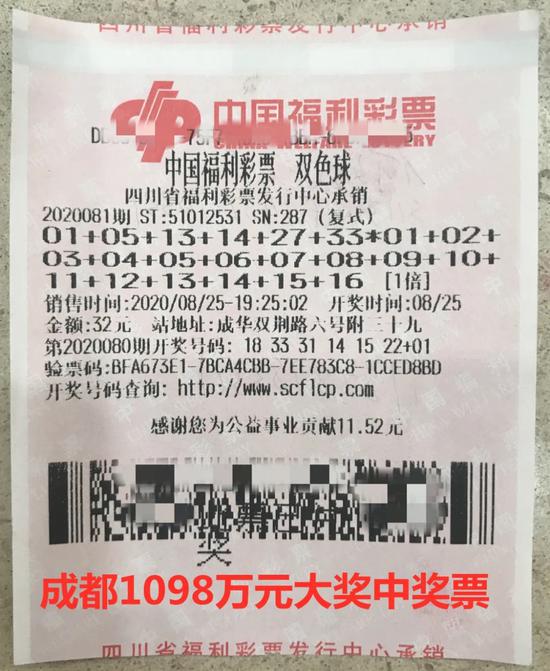 四川省福利彩票发行中心承销
中国福利彩票
中国福利彩票 双色球
四川省福利彩票发行中心承销
2020081期 ST:51012531 SN:287 (复式)
01+05+13+14+27+33*01+02+
03+04+05+06+07+08+09+10+
11+12+13+14+15+16 [1倍]
销售时间:2020/08/25-19:25:02 开奖时间:08/25
金额:32元 站地址:成华双荆路六号附三十九
第2020080期开奖号码: 18 33 31 14 15 22+01
验票码:BFA673E1-7BCA4CBB-7EE783C8-1CCED8BD
开奖号码查询: http://www.scflcp.com
感谢您为公益事业贡献11.52元
奖
成都1098万元大奖中奖票
四川省福利彩票发行中心承销